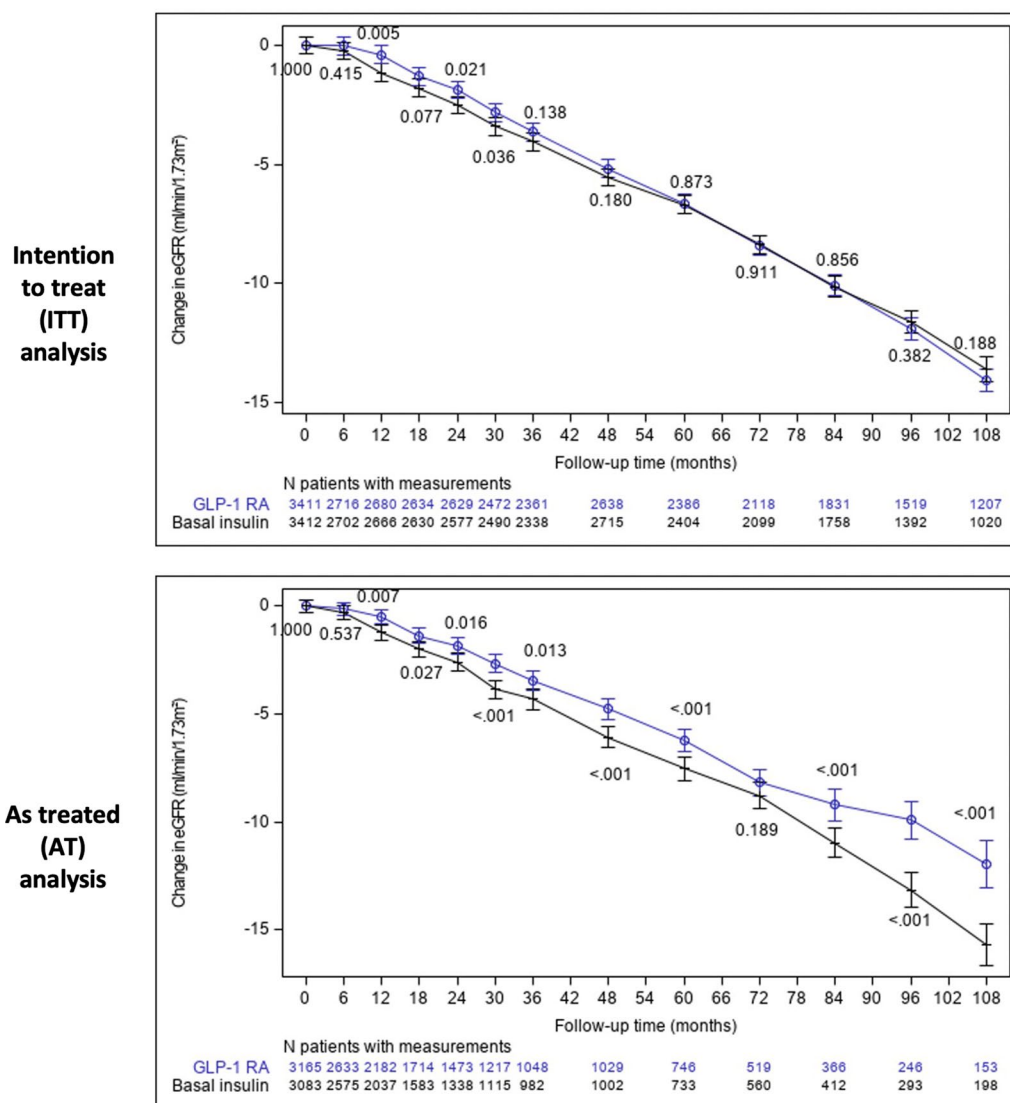 Intention
to treat
(ITT)
analysis
Change in eGFR (ml/min/1.73m²)
0
-5
-10
-15
1.000
0.415
0.005
0.077
0.021
0.036
0.138
0.180
0.873
0.911
0.856
0.382
0.188
0 6 12 18 24 30 36 42 48 54 60 66 72 78 84 90 96 102 108
Follow-up time (months)
N patients with measurements
GLP-1 RA 3411 2716 2680 2634 2629 2472 2361 2638 2386 2118 1831 1519 1207
Basal insulin 3412 2702 2666 2630 2577 2490 2338 2715 2404 2099 1758 1392 1020
As treated
(AT)
analysis
Change in eGFR (ml/min/1.73m²)
0
-5
-10
-15
1.000
0.537
0.007
0.027
0.016
<.001
0.013
<.001
<.001
0.189
<.001
<.001
<.001
0 6 12 18 24 30 36 42 48 54 60 66 72 78 84 90 96 102 108
Follow-up time (months)
N patients with measurements
GLP-1 RA 3165 2633 2182 1714 1473 1217 1048 1029 746 519 366 246 153
Basal insulin 3083 2575 2037 1583 1338 1115 982 1002 733 560 412 293 198